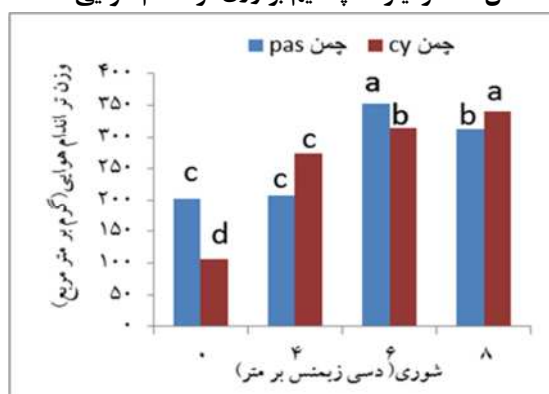 چمن pas چمن cy
وزن تر اندام هوایی(گرم بر متر مربع)
۴۰۰
۳۵۰
۳۰۰
۲۵۰
۲۰۰
۱۵۰
۱۰۰
۵۰
۰
c d c c a b b a
۰ ۴ ۶ ۸
شوری( دسی زیمنس بر متر)